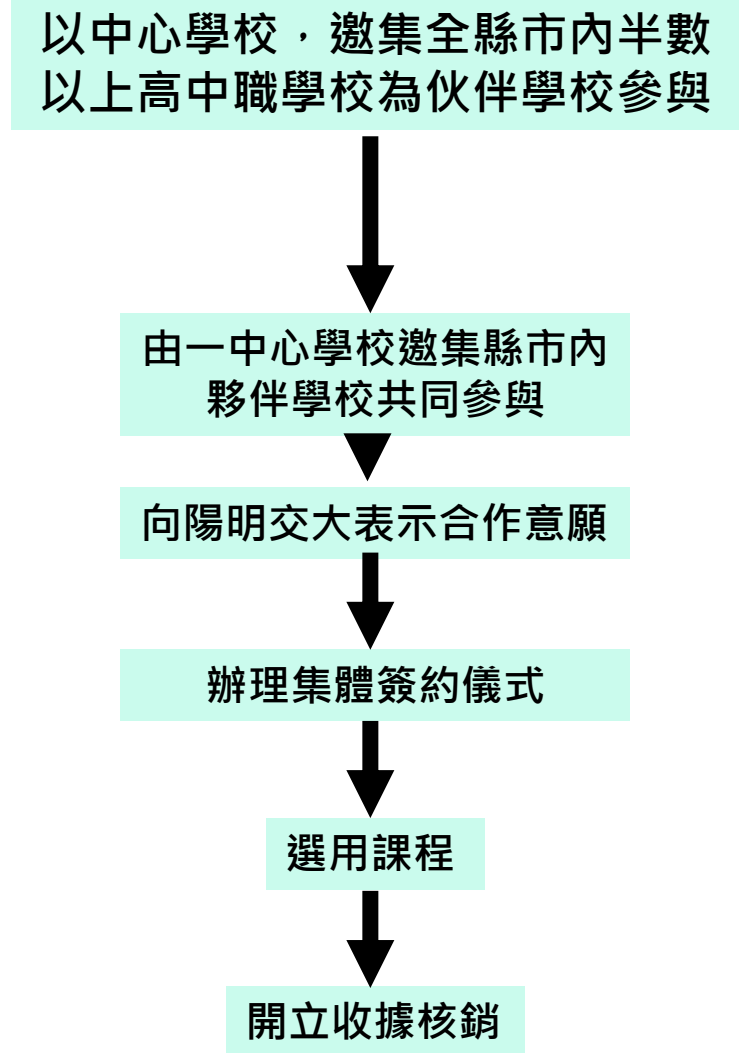 以中心學校，邀集全縣市內半數
以上高中職學校為伙伴學校參與
由一中心學校邀集縣市內
夥伴學校共同參與
向陽明交大表示合作意願
辦理集體簽約儀式
選用課程
開立收據核銷